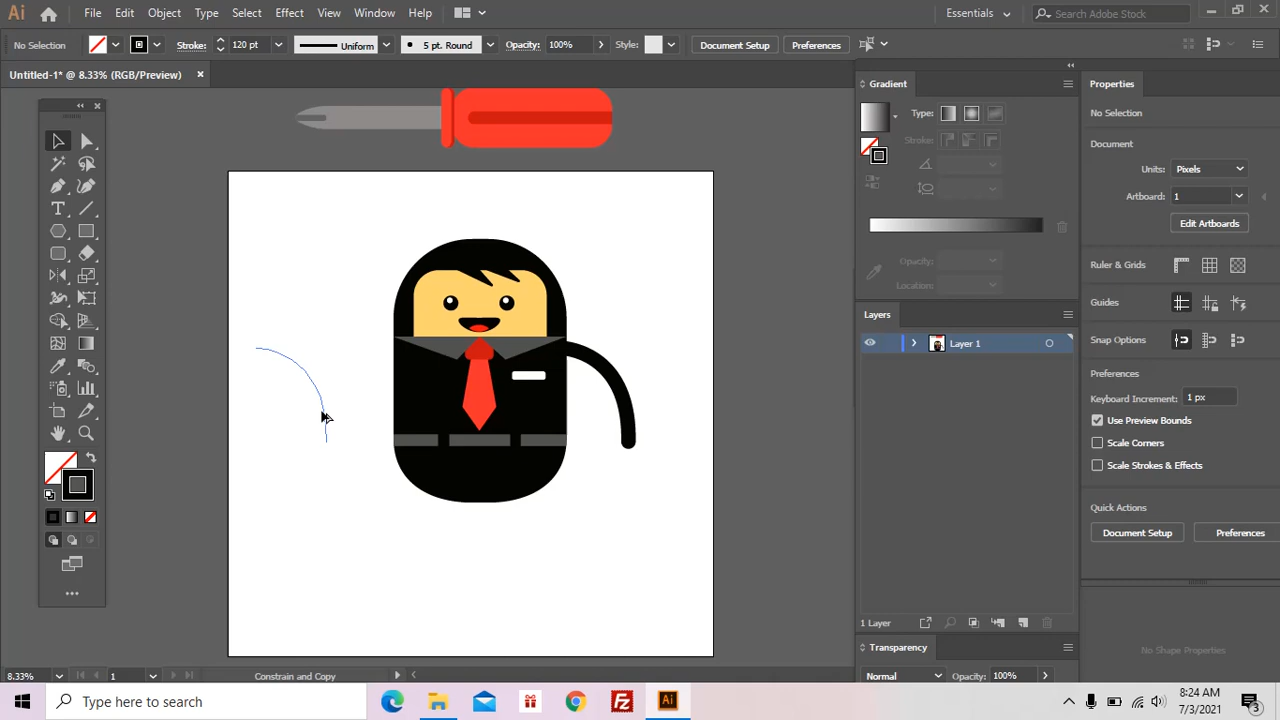 Ai File Edit Object Type Select Effect View Window Help Essentials Search Adobe Stock
No Selection Stroke: 120 pt Uniform 5 pt. Round Opacity: 100% Style: Document Setup Preferences
Untitled-1* @ 8.33% (RGB/Preview)
Gradient
Type:
Stroke:
Opacity:
Location:
Layers
Layer 1
1 Layer
Transparency
Normal Opacity: 100%
Properties
No Selection
Document
Units: Pixels
Artboard: 1
Edit Artboards
Ruler & Grids
Guides
Snap Options
Preferences
Keyboard Increment: 1 px
Use Preview Bounds
Scale Corners
Scale Strokes & Effects
Quick Actions
Document Setup Preferences
No Shape Properties
8.33% 1 Constrain and Copy
Type here to search
Fz
Ai
8:24 AM
7/3/2021
3